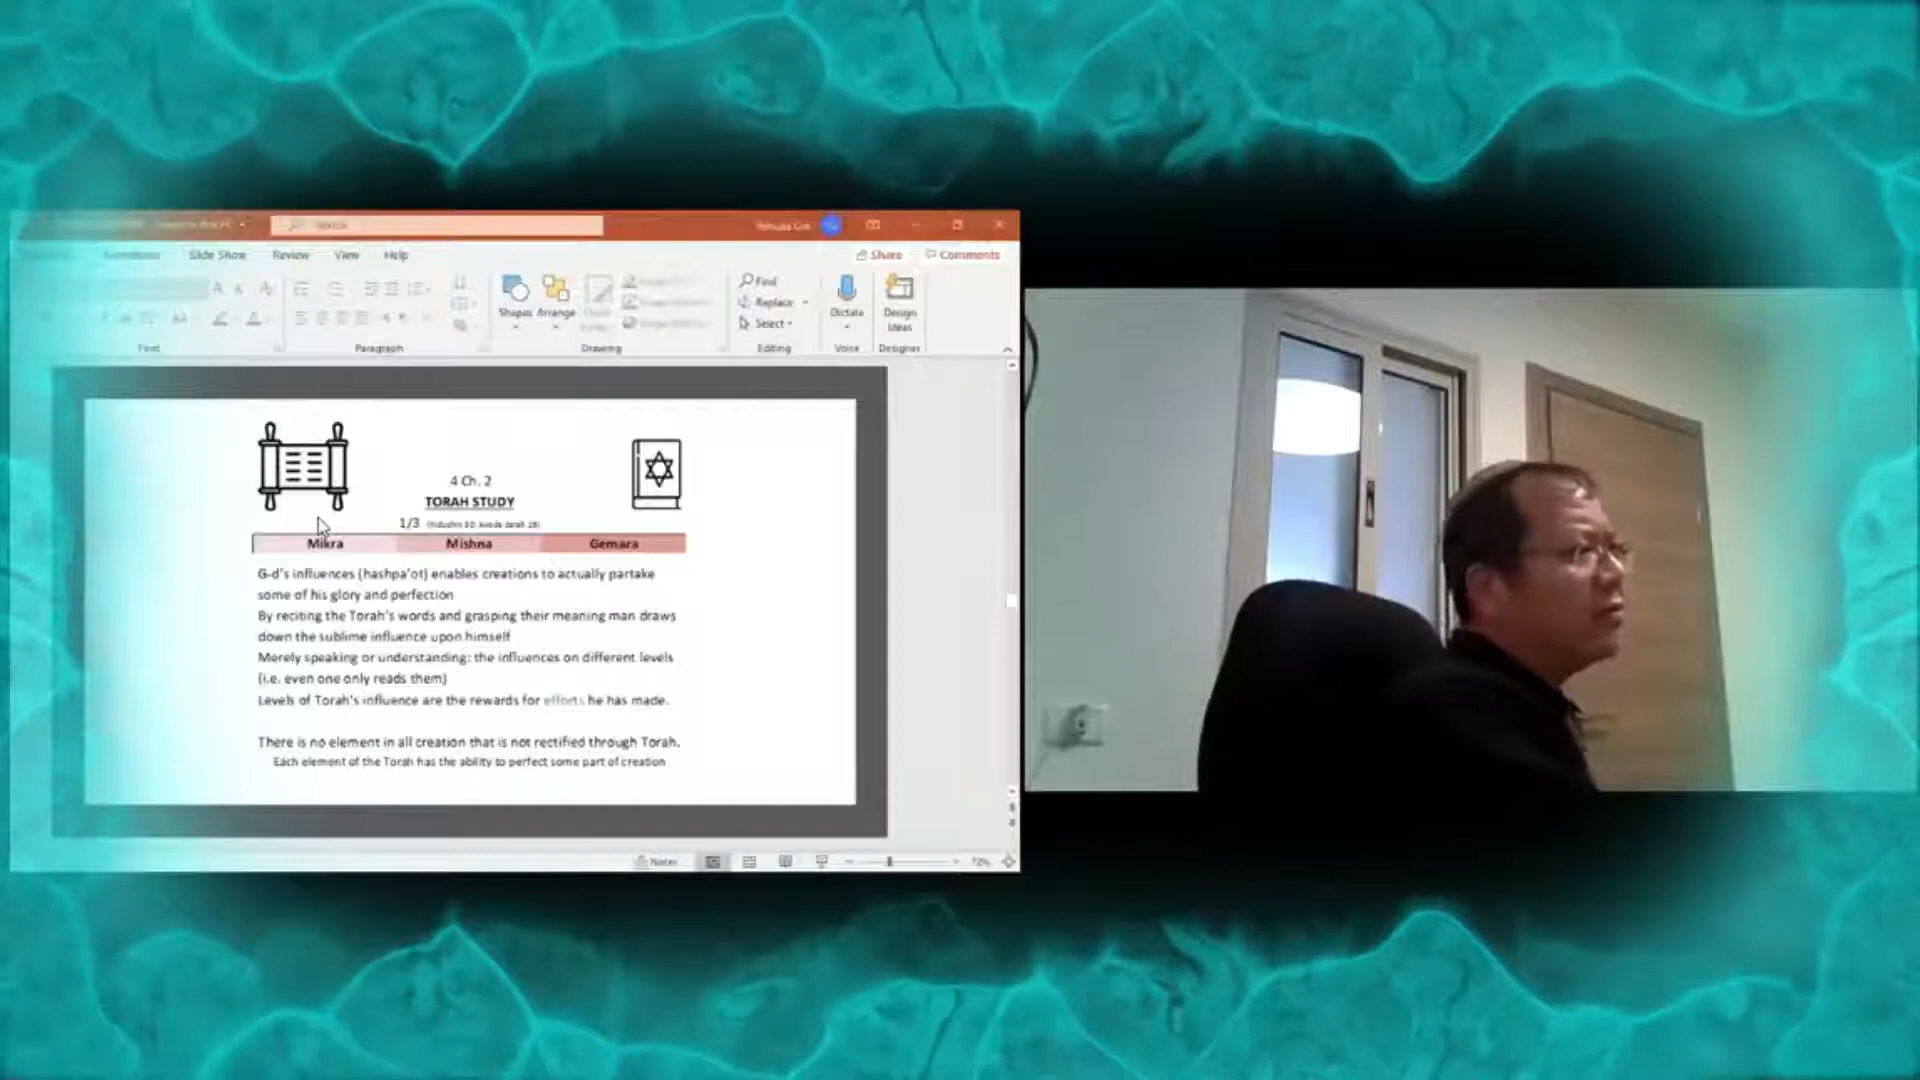 Slide Show Review View Help Share Comments
Find
Replace
Select
Shapes Arrange
Dictate
Design
Ideas
Font Paragraph Drawing Editing Voice Designer
4 Ch. 2
TORAH STUDY
1/3
Mikra Mishna Gemara
G-d's influences (hashpa'ot) enables creations to actually partake
some of his glory and perfection
By reciting the Torah's words and grasping their meaning man draws
down the sublime influence upon himself
Merely speaking or understanding: the influences on different levels
(i.e. even one only reads them)
Levels of Torah's influence are the rewards for efforts he has made.
There is no element in all creation that is not rectified through Torah.
Each element of the Torah has the ability to perfect some part of creation
Notes